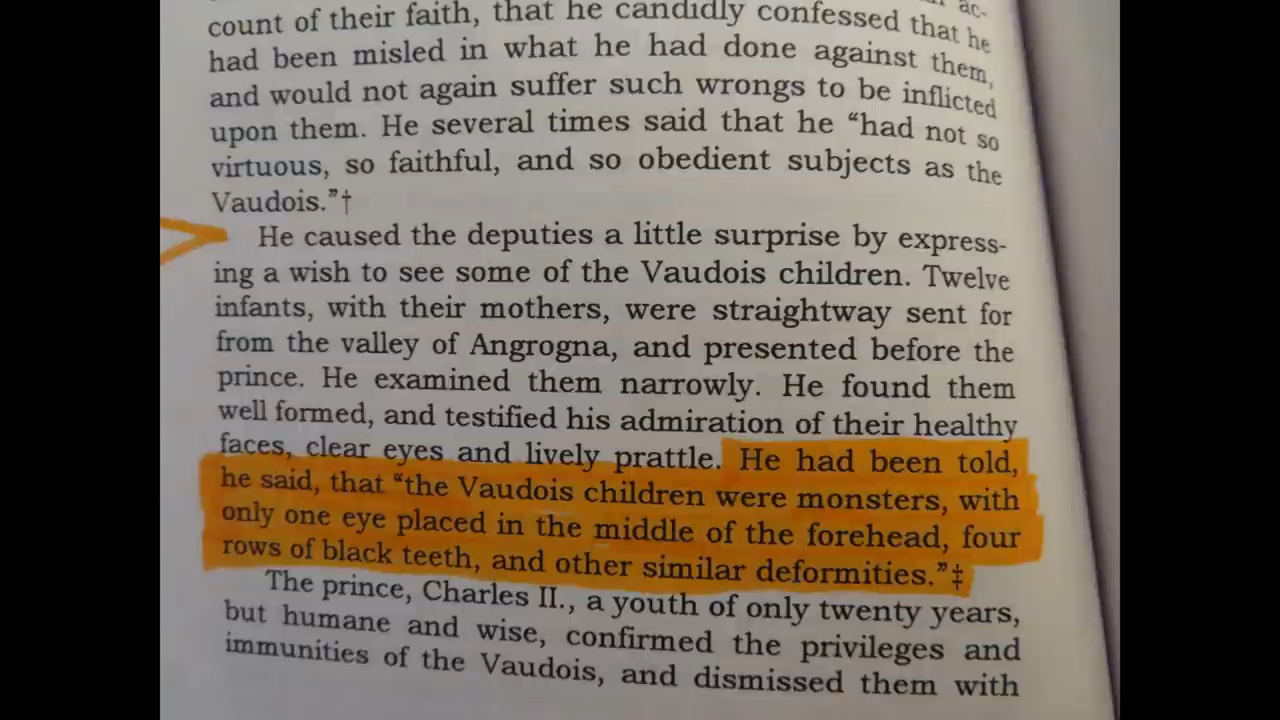 ac-
count of their faith, that he candidly confessed that he
had been misled in what he had done against them,
and would not again suffer such wrongs to be inflicted
upon them. He several times said that he “had not so
virtuous, so faithful, and so obedient subjects as the
Vaudois.”†
He caused the deputies a little surprise by express-
ing a wish to see some of the Vaudois children. Twelve
infants, with their mothers, were straightway sent for
from the valley of Angrogna, and presented before the
prince. He examined them narrowly. He found them
well formed, and testified his admiration of their healthy
faces, clear eyes and lively prattle. He had been told,
he said, that “the Vaudois children were monsters, with
only one eye placed in the middle of the forehead, four
rows of black teeth, and other similar deformities.”‡
The prince, Charles II., a youth of only twenty years,
but humane and wise, confirmed the privileges and
immunities of the Vaudois, and dismissed them with